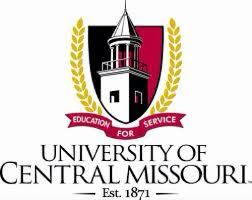 EDUCATION FOR SERVICE
UNIVERSITY OF
CENTRAL MISSOURI
Est. 1871